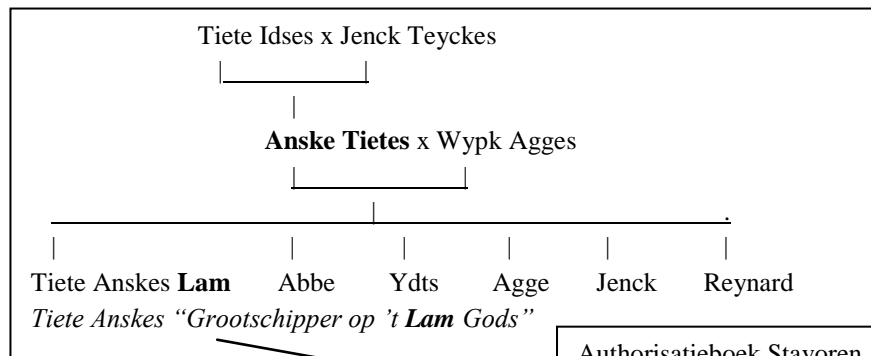 Tiete Idses x Jenck Teyckes
Anske Tietes x Wypk Agges
Tiete Anskes Lam Abbe Ydts Agge Jenck Reynard
Tiete Anskes “Grootschipper op ’t Lam Gods”
Authorisatieboek Stavoren